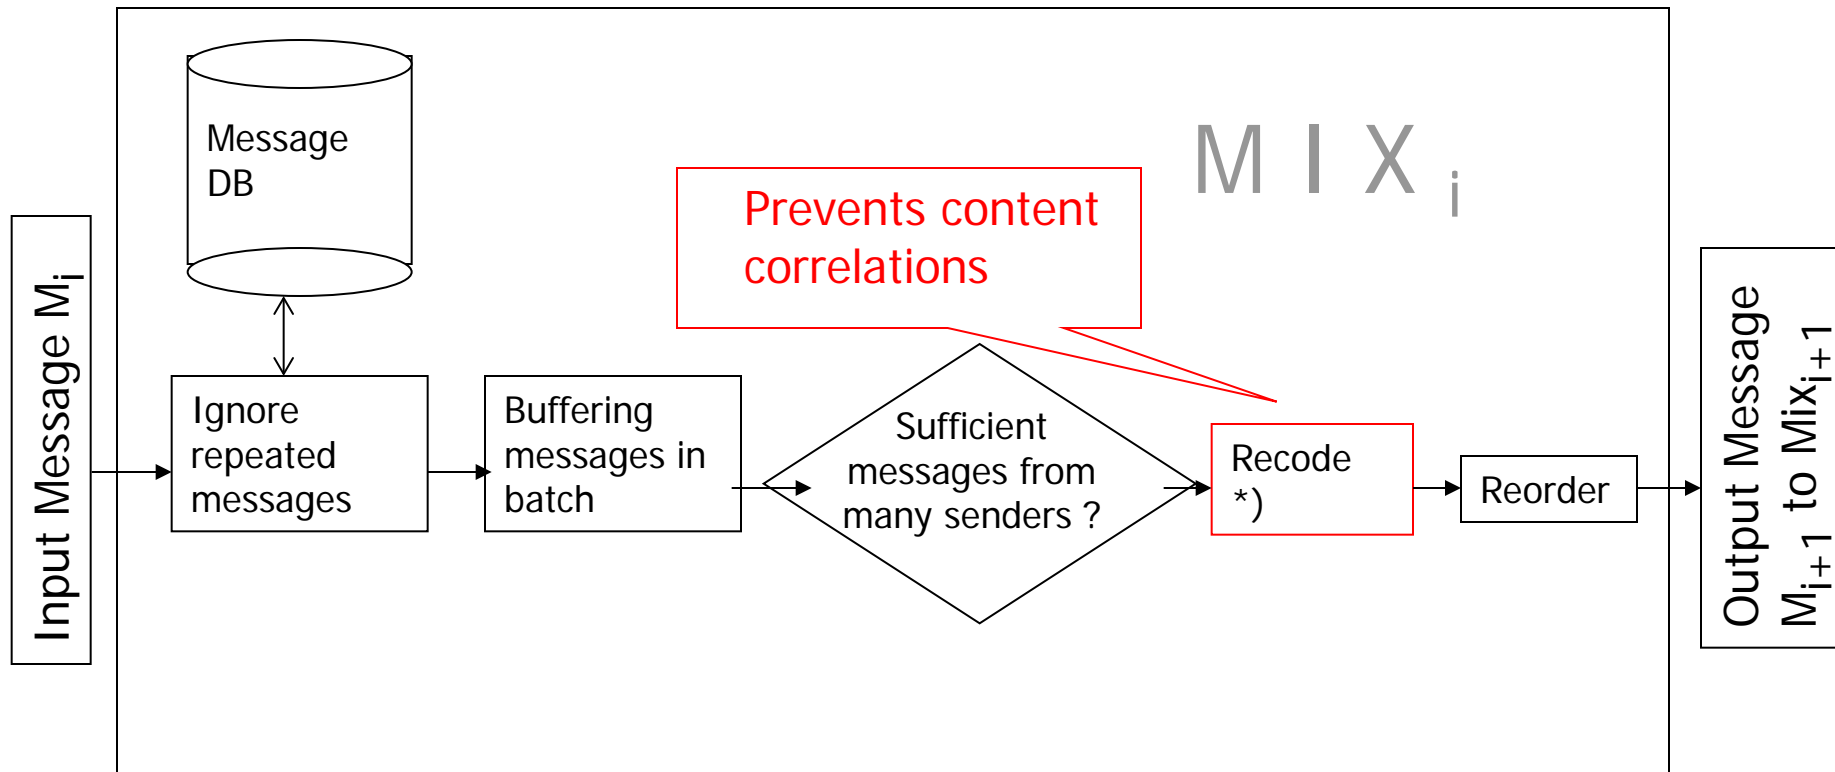 Input Message Mi
Message
DB
Ignore
repeated
messages
Buffering
messages in
batch
Prevents content
correlations
Sufficient
messages from
many senders ?
Recode
*)
Reorder
M I X i
Output Message
Mi+1 to Mixi+1